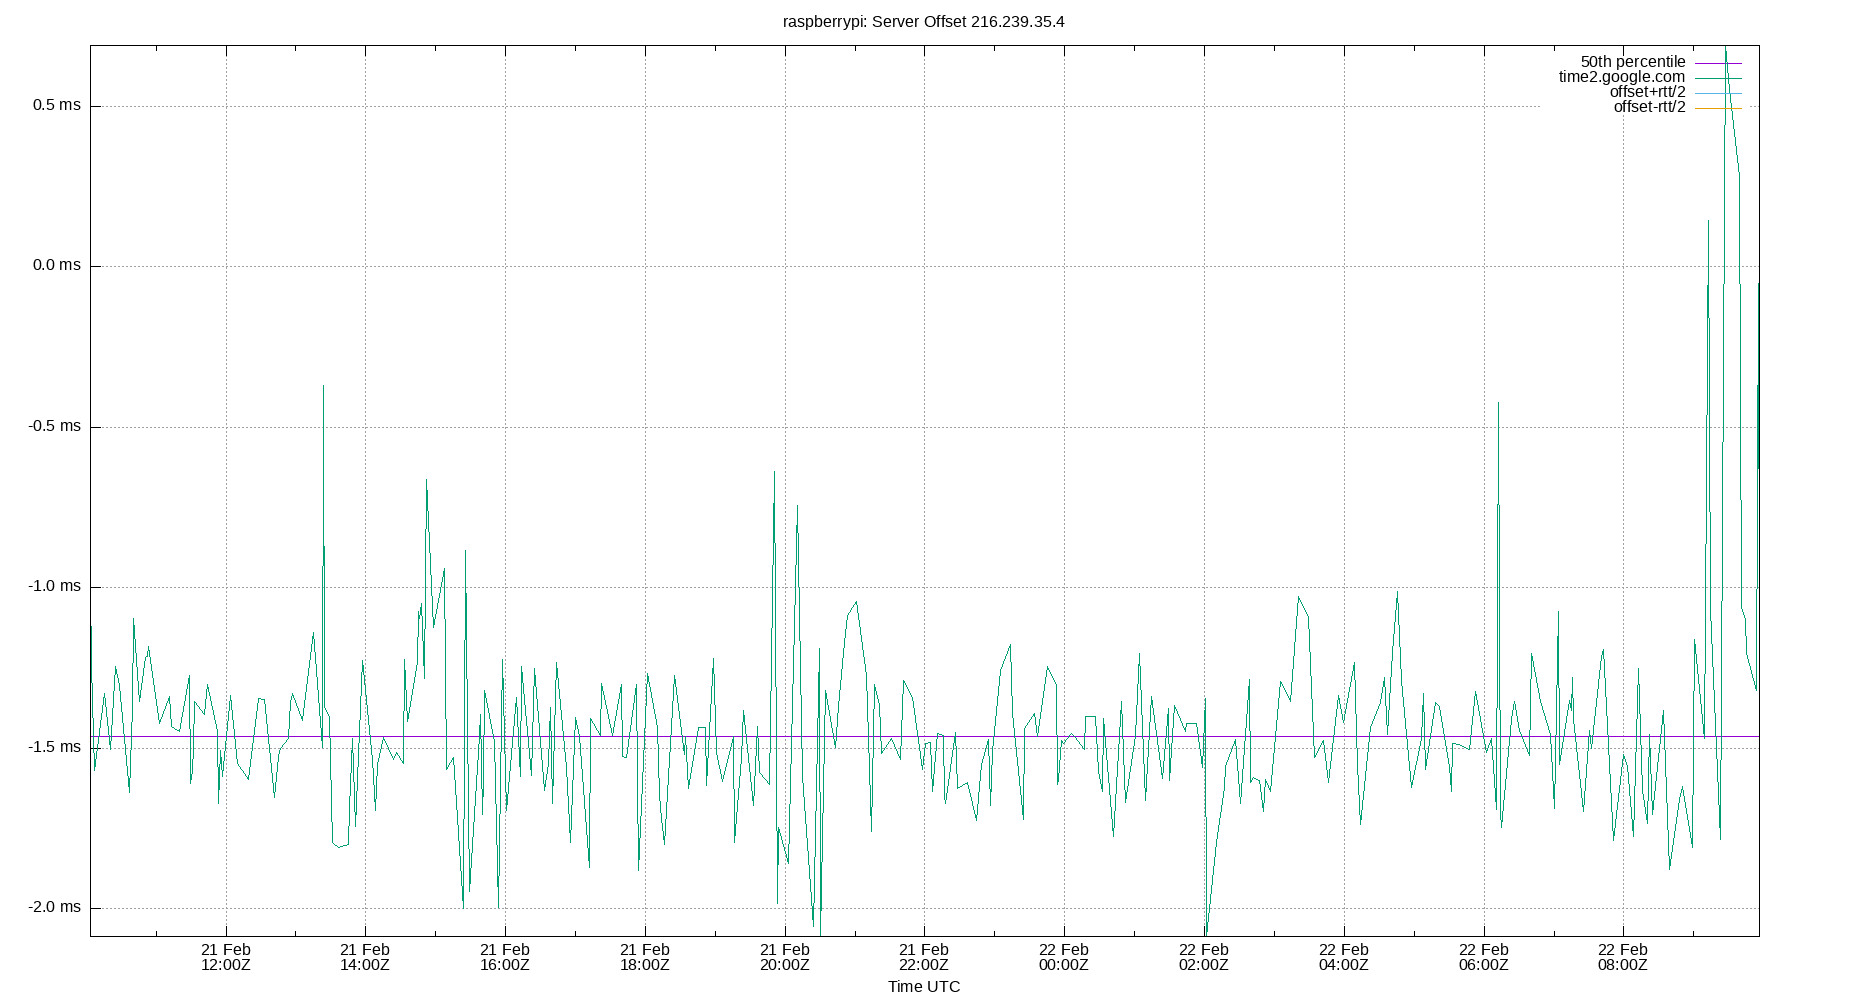 raspberrypi: Server Offset 216.239.35.4
50th percentile
time2.google.com
offset+rtt/2
offset-rtt/2
0.5 ms
0.0 ms
-0.5 ms
-1.0 ms
-1.5 ms
-2.0 ms
21 Feb 21 Feb 21 Feb 21 Feb 21 Feb 21 Feb 22 Feb 22 Feb 22 Feb 22 Feb 22 Feb
12:00Z 14:00Z 16:00Z 18:00Z 20:00Z 22:00Z 00:00Z 02:00Z 04:00Z 06:00Z 08:00Z
Time UTC